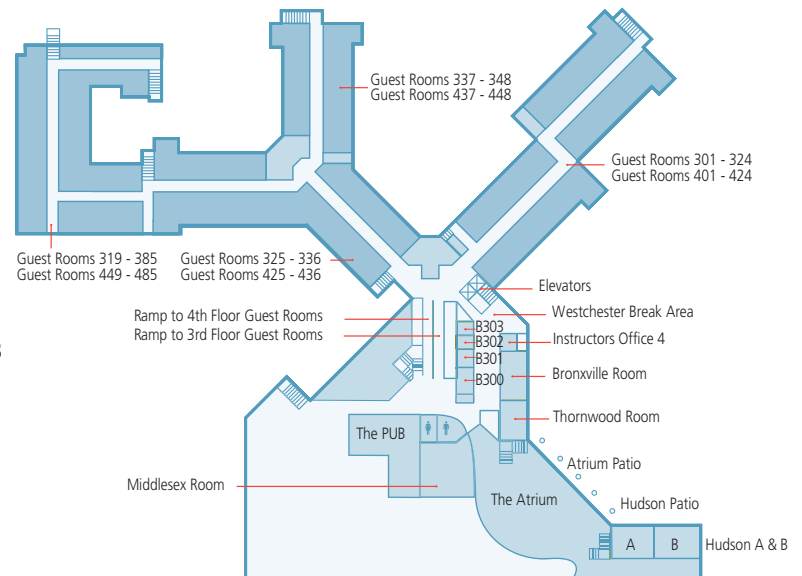 Guest Rooms 337 - 348
Guest Rooms 437 - 448
Guest Rooms 301 - 324
Guest Rooms 401 - 424
Guest Rooms 319 - 385
Guest Rooms 449 - 485
Guest Rooms 325 - 336
Guest Rooms 425 - 436
Elevators
Westchester Break Area
Ramp to 4th Floor Guest Rooms
Ramp to 3rd Floor Guest Rooms
B303
B302
B301
B300
Instructors Office 4
Bronxville Room
Thornwood Room
The PUB
Atrium Patio
Middlesex Room
The Atrium
Hudson Patio
A
B
Hudson A & B